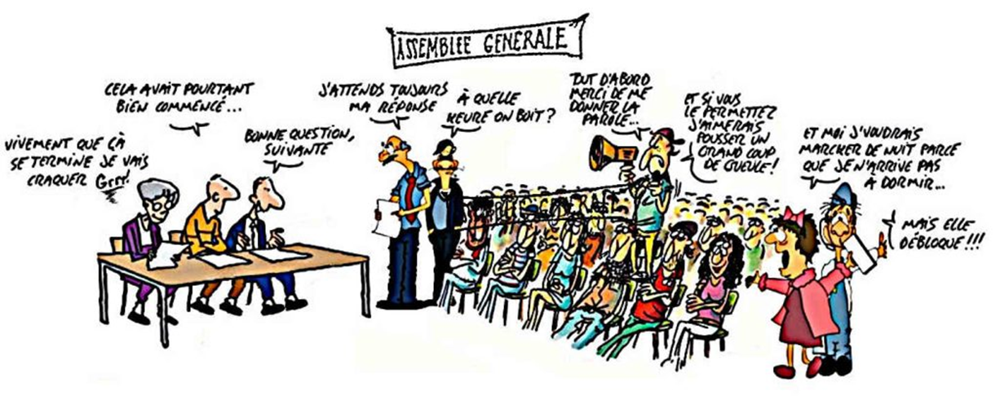 ASSEMBLEE GENERALE
VIVEMENT QUE ÇÀ
SE TERMINE JE VAIS
CRAQUER Grrr!
CELA AVAIT POURTANT
BIEN COMMENCÉ...
BONNE QUESTION,
SUIVANTE
J'ATTENDS TOUJOURS
MA RÉPONSE
À QUELLE
HEURE ON BOIT?
TOUT D'ABORD
MERCI DE ME
DONNER LA
PAROLE...
ET SI VOUS
LE PERMETTEZ
J'AIMERAIS
POUSSER UN
GRAND COUP
DE GUEULE!
ET MOI J'VOUDRAIS
MARCHER DE NUIT PARCE
QUE JE N'ARRIVE PAS
À DORMIR...
MAIS ELLE
DÉBLOQUE!!!